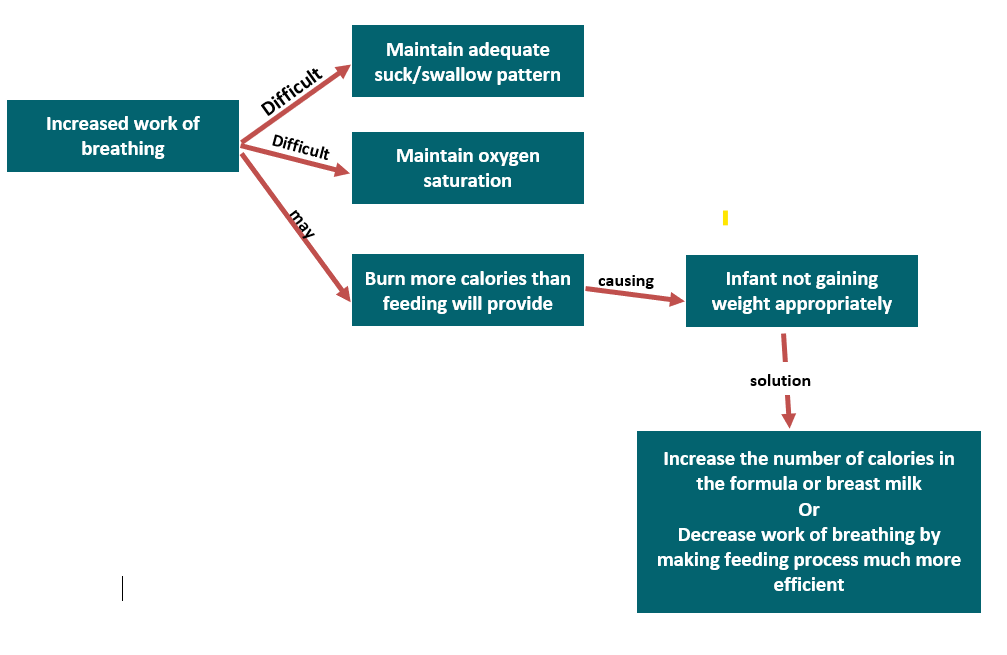 Increased work of
breathing
Difficult
Maintain adequate
suck/swallow pattern
Difficult
Maintain oxygen
saturation
may
Burn more calories than
feeding will provide
causing
Infant not gaining
weight appropriately
solution
Increase the number of calories in
the formula or breast milk
Or
Decrease work of breathing by
making feeding process much more
efficient